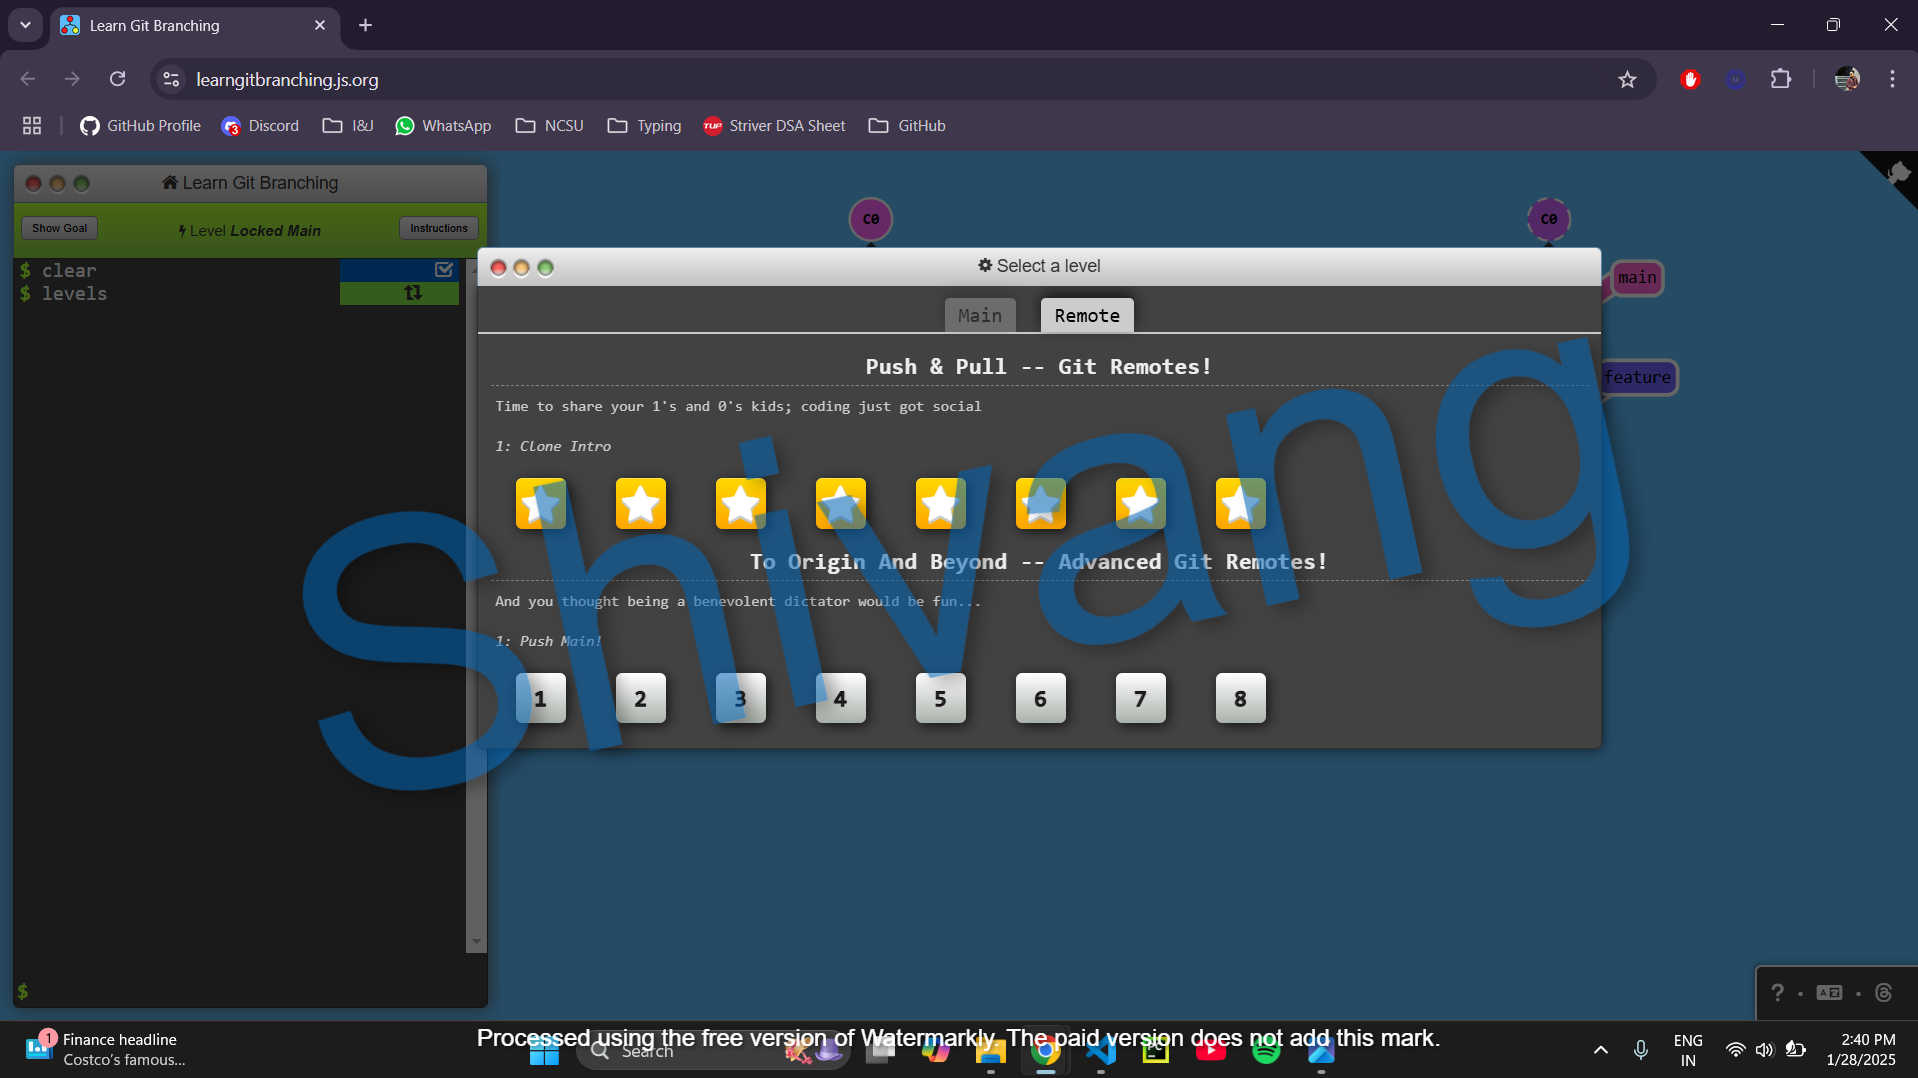 Learn Git Branching
learngitbranching.js.org
GitHub Profile
3
Discord
I&J
WhatsApp
NCSU
Typing
TUF
Striver DSA Sheet
GitHub
Learn Git Branching
Show Goal
Level Locked Main
Instructions
$ clear
$ levels
$
C0
C0
main
feature
Select a level
Main
Remote
Push & Pull -- Git Remotes!
Time to share your 1's and 0's kids; coding just got social
1: Clone Intro
To Origin And Beyond -- Advanced Git Remotes!
And you thought being a benevolent dictator would be fun...
1: Push Main!
1 2 3 4 5 6 7 8
Shivang
?
Processed using the free version of Watermarkly. The paid version does not add this mark.
1
Finance headline
Costco's famous...
Search
PC
ENG
IN
2:40 PM
1/28/2025